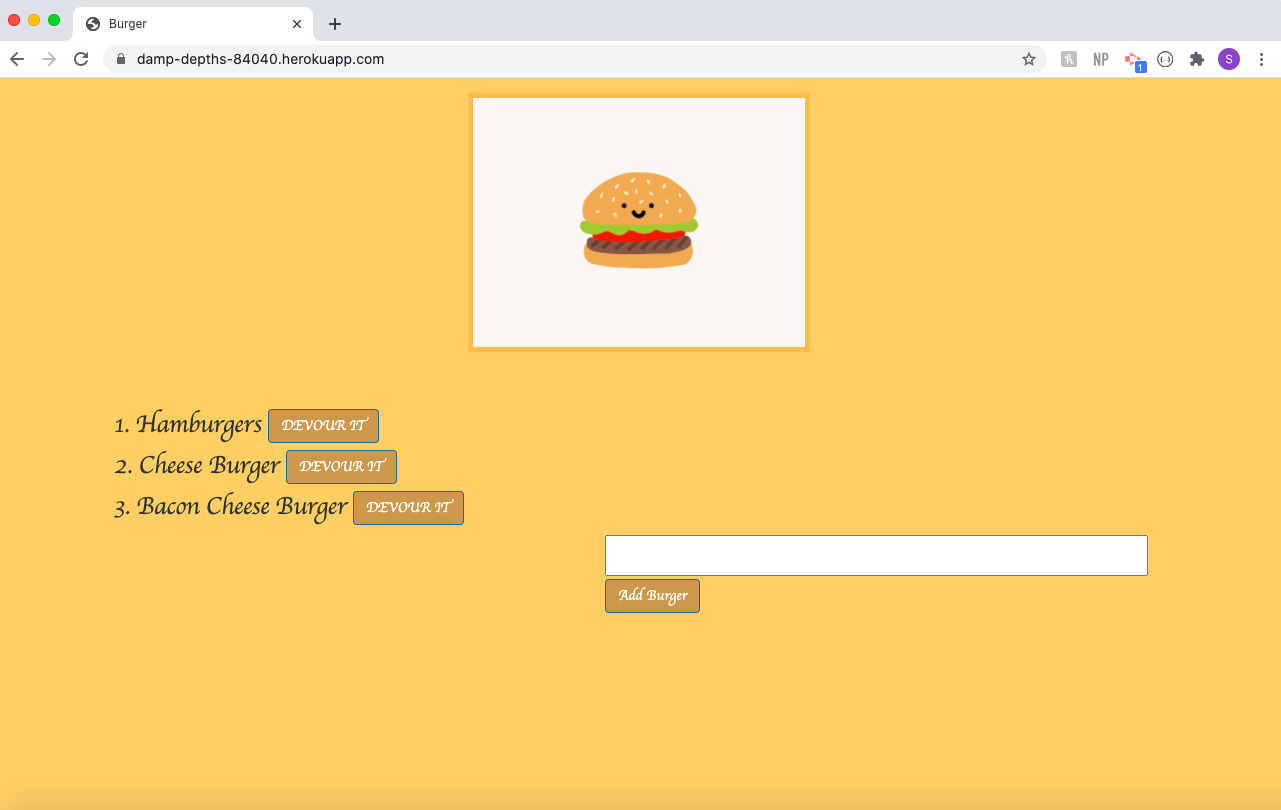 Burger
damp-depths-84040.herokuapp.com
NP
1
S
1. Hamburgers DEVOUR IT
2. Cheese Burger DEVOUR IT
3. Bacon Cheese Burger DEVOUR IT
Add Burger